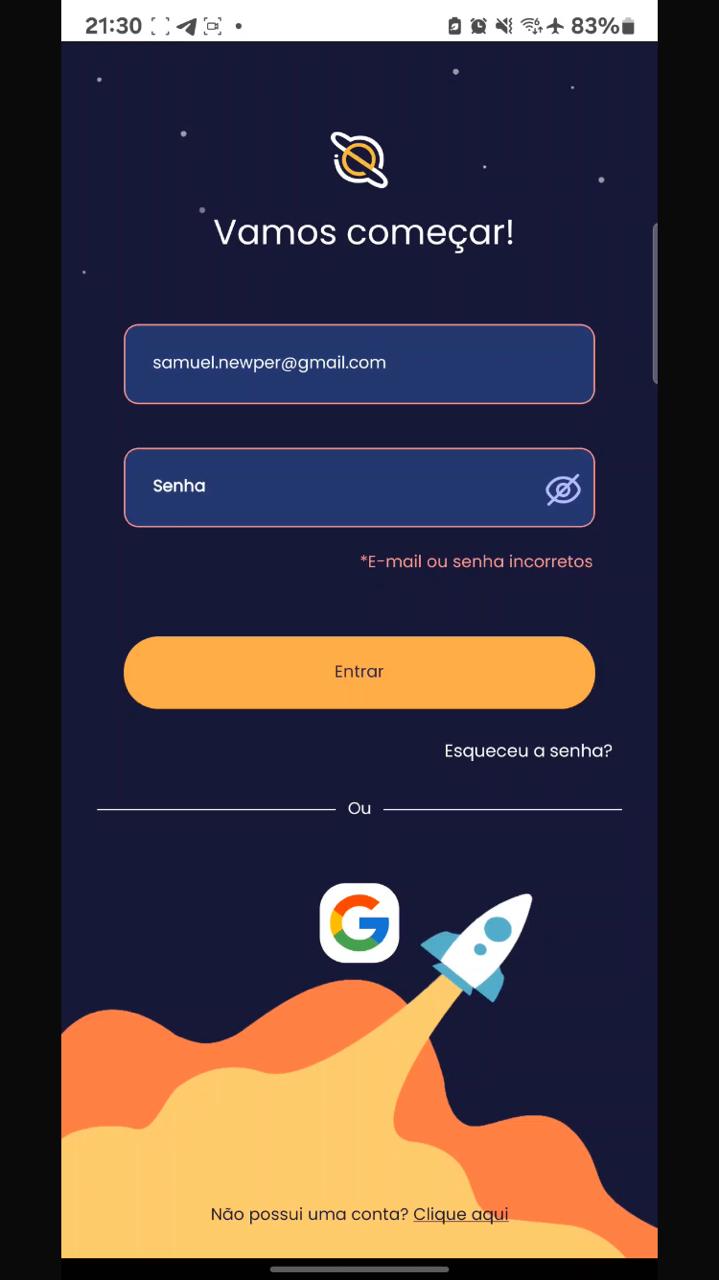 21:30
83%
Vamos começar!
samuel.newper@gmail.com
Senha
*E-mail ou senha incorretos
Entrar
Esqueceu a senha?
Ou
Não possui uma conta? Clique aqui